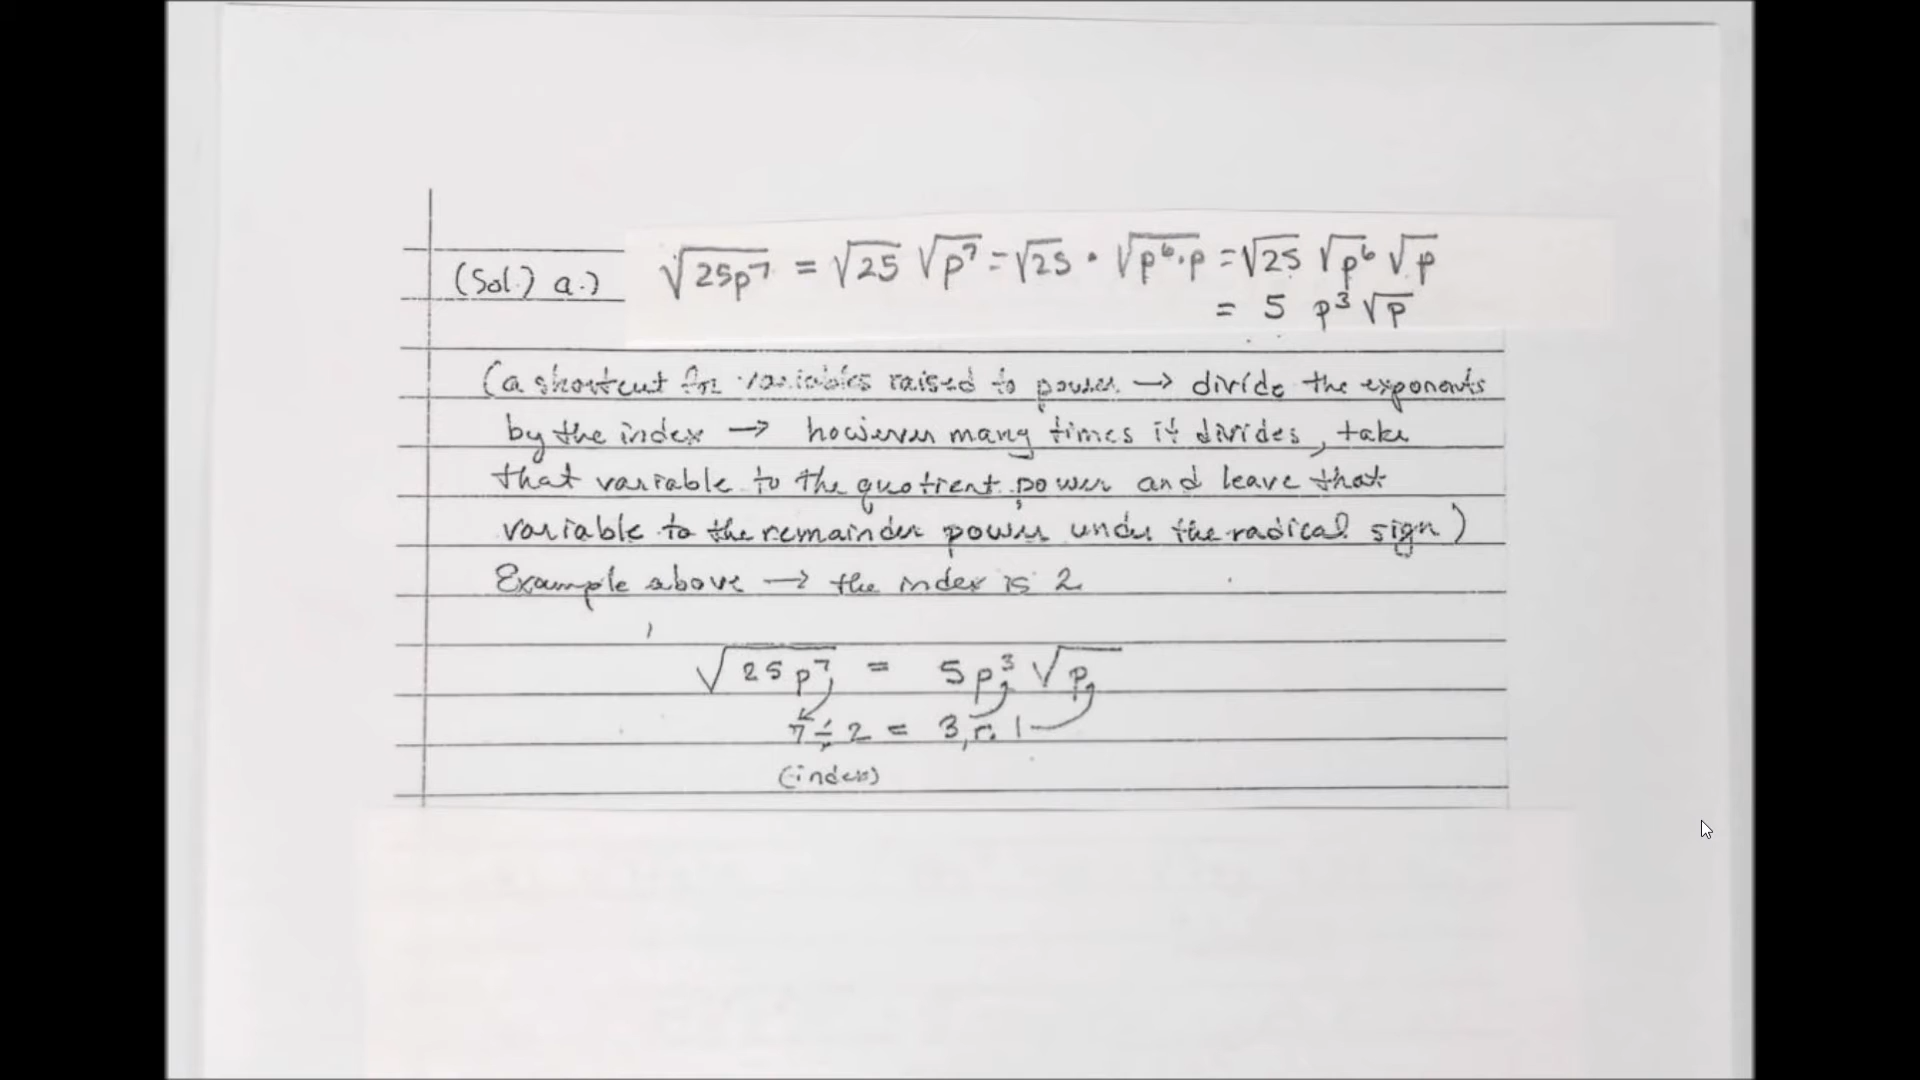 (Sol.) a.) √25p⁷ = √25 √p⁷ = √25 · √p⁶·p = √25 √p⁶ √p
= 5 p³ √p
(a shortcut for variables raised to power → divide the exponents
by the index → however many times it divides, take
that variable to the quotient power and leave that
variable to the remainder power under the radical sign)
Example above → the index is 2
√25p⁷ = 5p³ √p
7 ÷ 2 = 3, r. 1
(index)